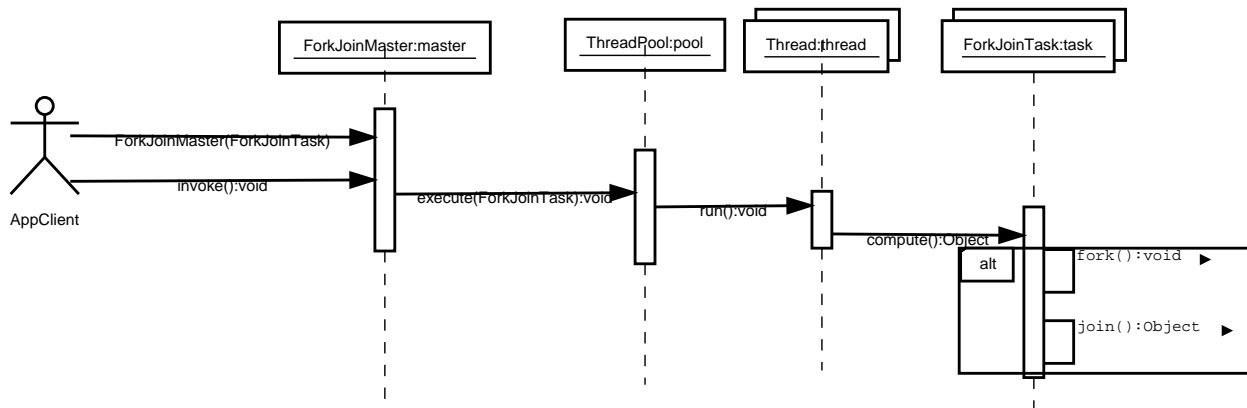 ForkJoinMaster:master
ThreadPool:pool
Thread:thread
ForkJoinTask:task
ForkJoinMaster(ForkJoinTask)
invoke():void
AppClient
execute(ForkJoinTask):void
run():void
compute():Object
alt
fork():void
join():Object